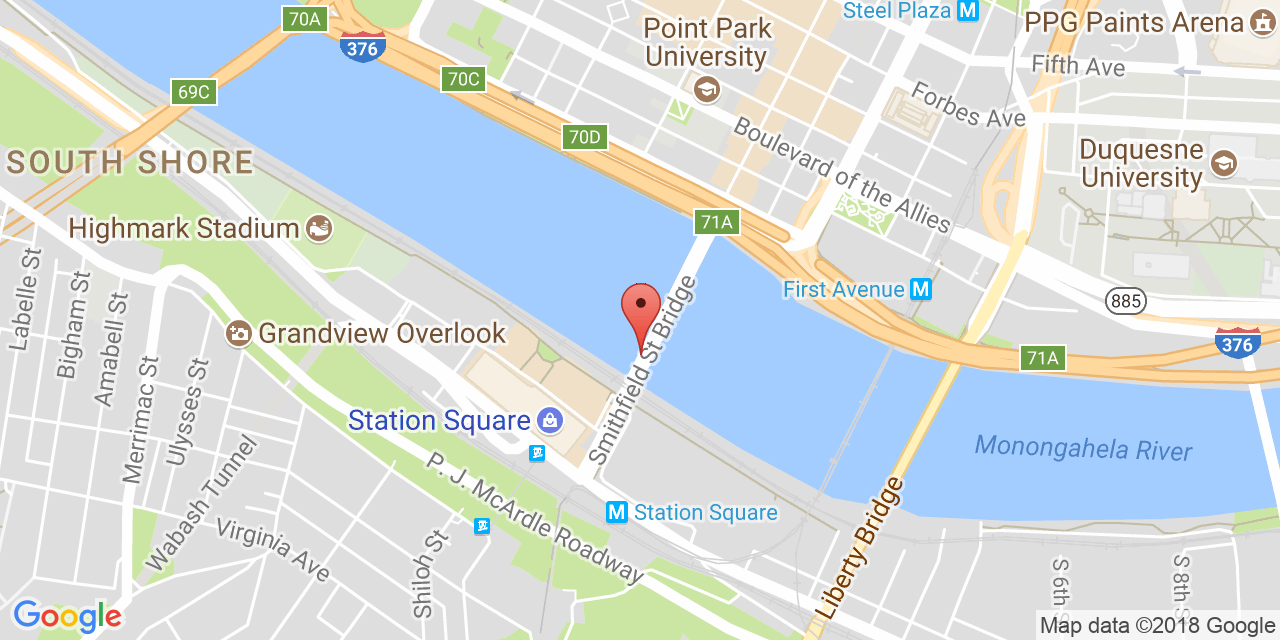 70A
376
Steel Plaza M
PPG Paints Arena
Point Park
University
Fifth Ave
70C
69C
Forbes Ave
70D
Boulevard of the Allies
Duquesne
University
SOUTH SHORE
Highmark Stadium
71A
Labelle St
Bigham St
Amabell St
Merrimac St
Ulysses St
First Avenue M
885
Grandview Overlook
Smithfield St Bridge
376
71A
Station Square
Monongahela River
Wabash Tunnel
P. J. McArdle Roadway
M Station Square
Virginia Ave
Shiloh St
Liberty Bridge
S 6th S
S 8th S
Google
Map data ©2018 Google